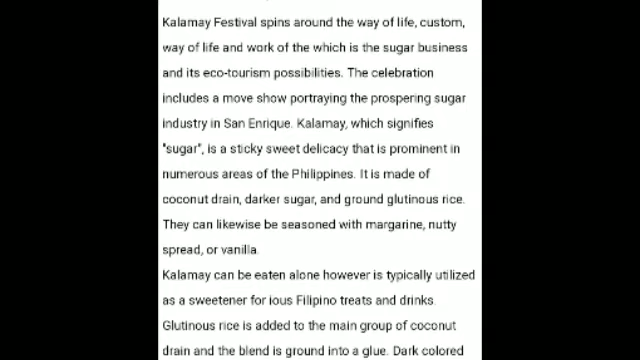 Kalamay Festival spins around the way of life, custom,
way of life and work of the which is the sugar business
and its eco-tourism possibilities. The celebration
includes a move show portraying the prospering sugar
industry in San Enrique. Kalamay, which signifies
"sugar", is a sticky sweet delicacy that is prominent in
numerous areas of the Philippines. It is made of
coconut drain, darker sugar, and ground glutinous rice.
They can likewise be seasoned with margarine, nutty
spread, or vanilla.
Kalamay can be eaten alone however is typically utilized
as a sweetener for ious Filipino treats and drinks.
Glutinous rice is added to the main group of coconut
drain and the blend is ground into a glue. Dark colored